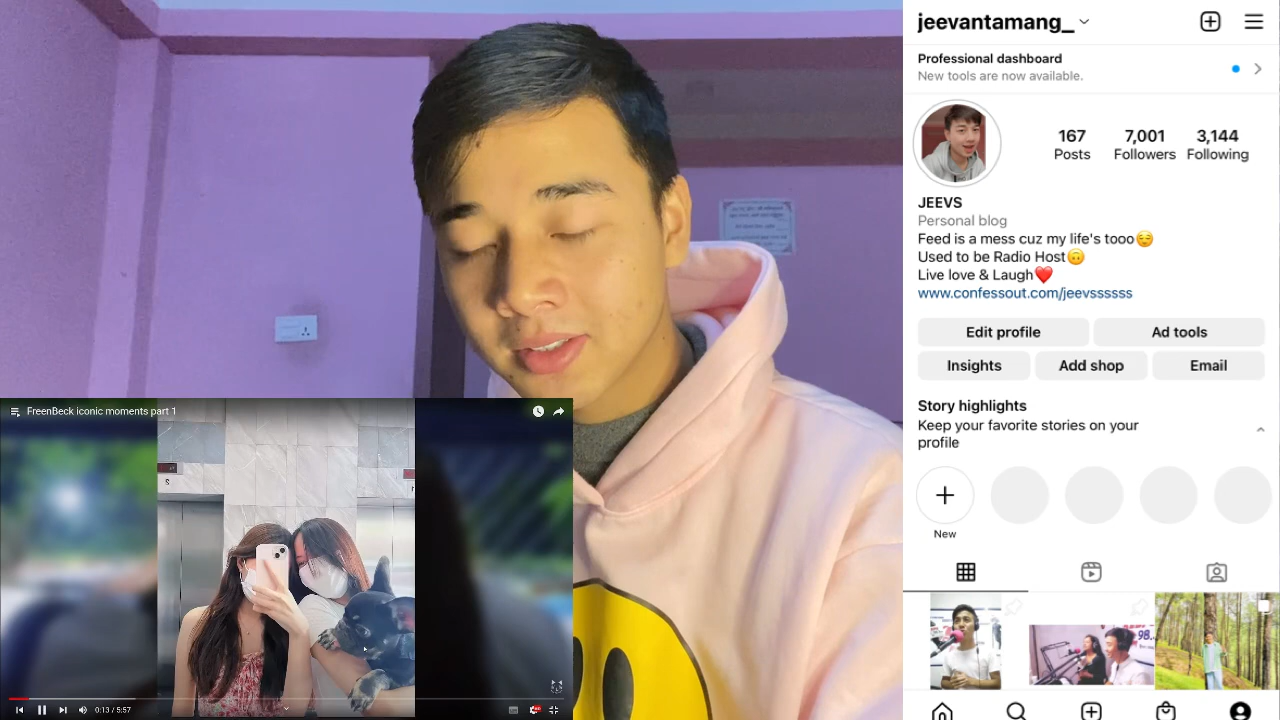 jeevantamang_
Professional dashboard
New tools are now available.
167
Posts
7,001
Followers
3,144
Following
JEEVS
Personal blog
Feed is a mess cuz my life's tooo😌
Used to be Radio Host🙃
Live love & Laugh❤️
www.confessout.com/jeevssssss
Edit profile
Ad tools
Insights
Add shop
Email
Story highlights
Keep your favorite stories on your
profile
New
98.
FreenBeck iconic moments part 1
0:13 / 5:57